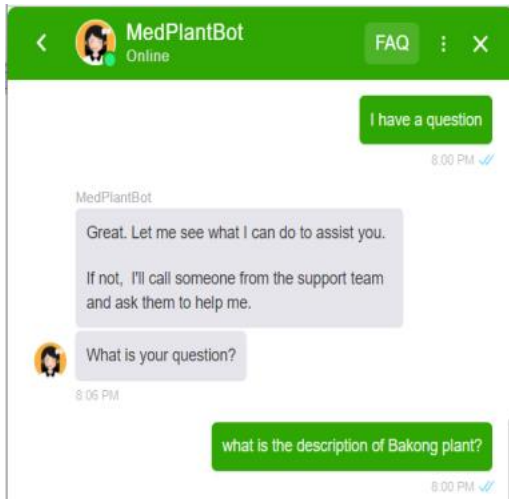 MedPlantBot
Online
FAQ
I have a question
8:00 PM
MedPlantBot
Great. Let me see what I can do to assist you.
If not, I'll call someone from the support team
and ask them to help me.
What is your question?
8:06 PM
what is the description of Bakong plant?
8:00 PM